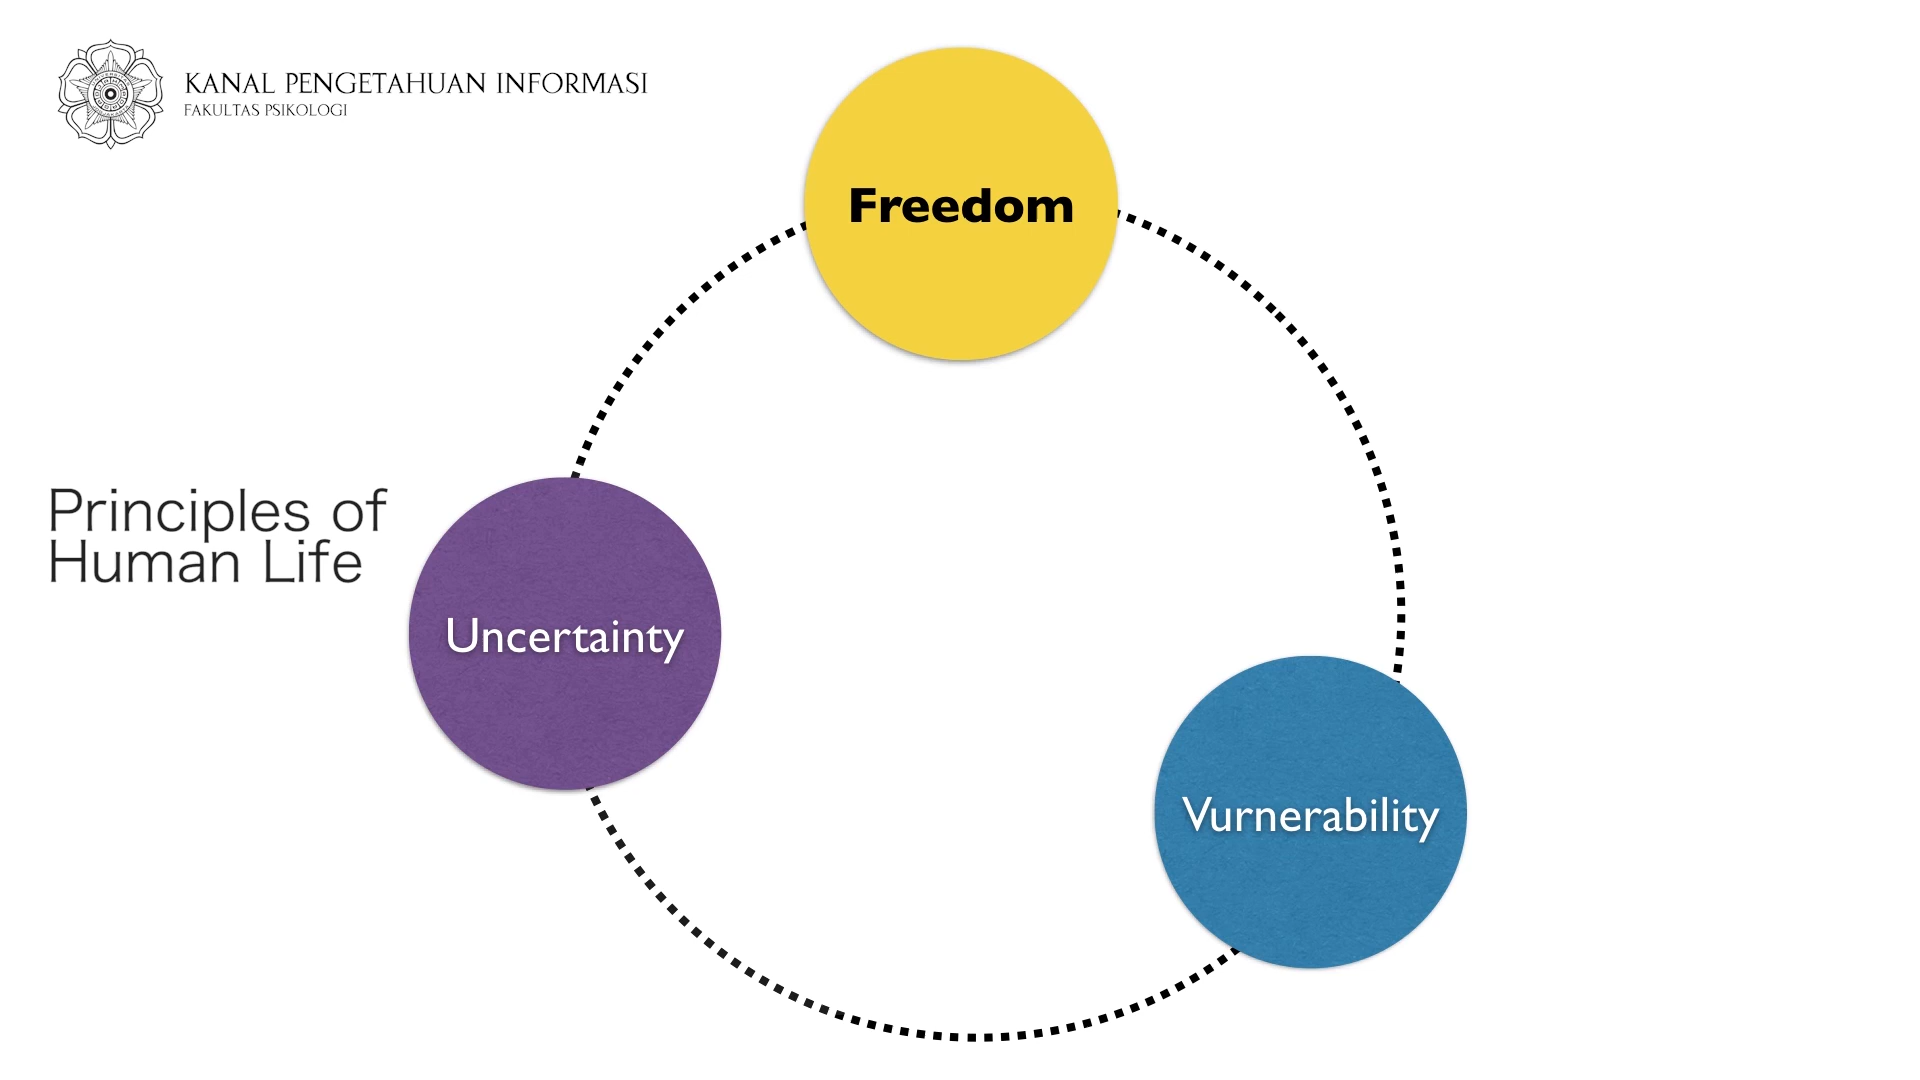 KANAL PENGETAHUAN INFORMASI
FAKULTAS PSIKOLOGI
Freedom
Principles of
Human Life
Uncertainty
Vurnerability